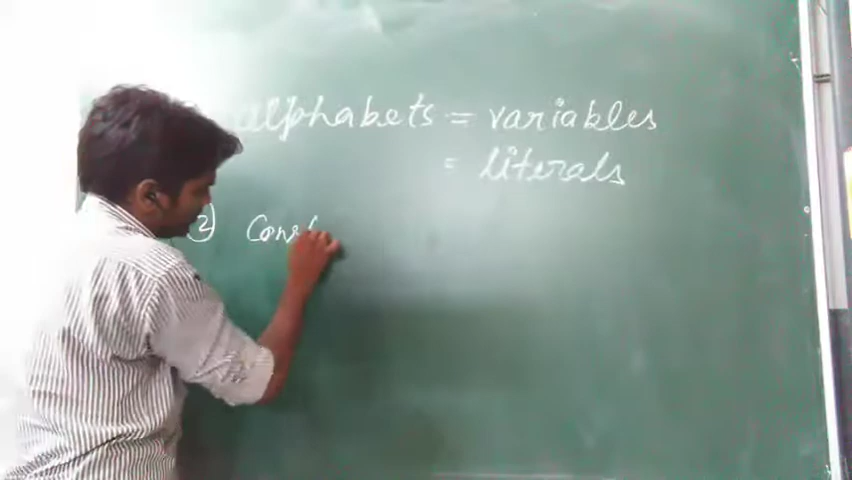 alphabets = variables
= literals
2) Cons